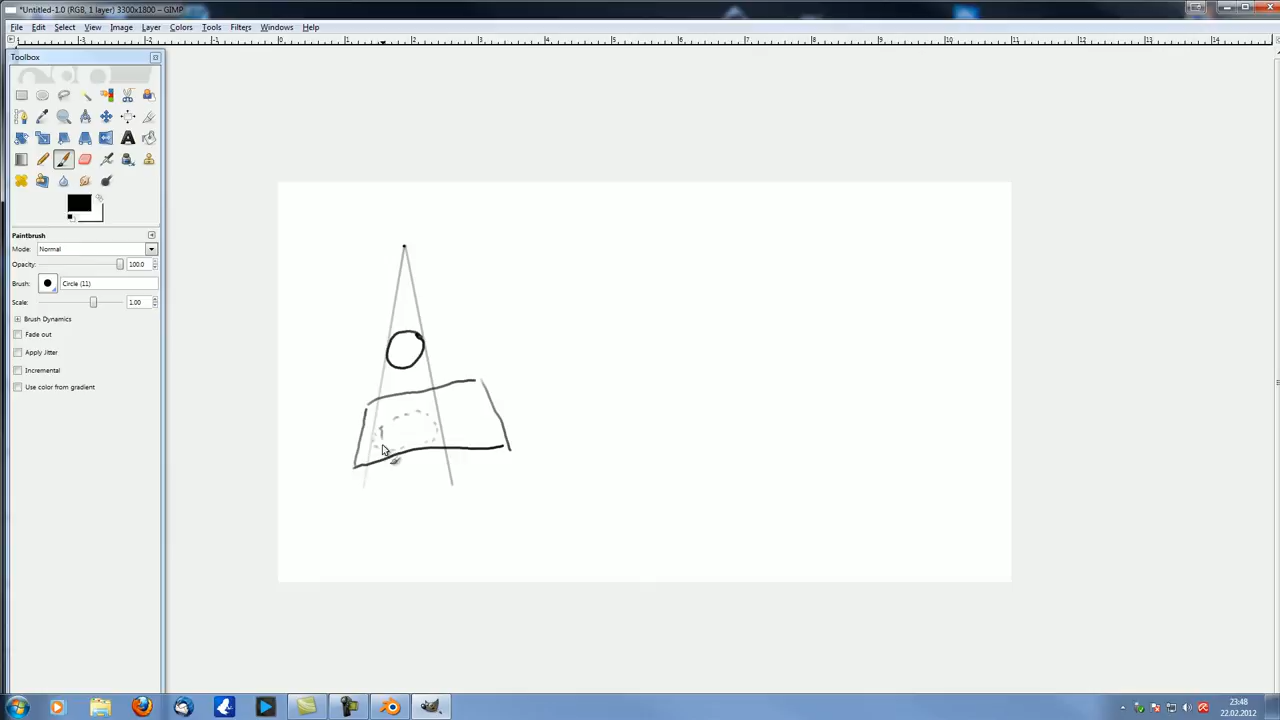 *Untitled-1.0 (RGB, 1 layer) 3300x1800 – GIMP
File Edit Select View Image Layer Colors Tools Filters Windows Help
Toolbox
Paintbrush
Mode: Normal
Opacity: 100.0
Brush: Circle (11)
Scale: 1.00
Brush Dynamics
Fade out
Apply Jitter
Incremental
Use color from gradient
23:48
22.02.2012